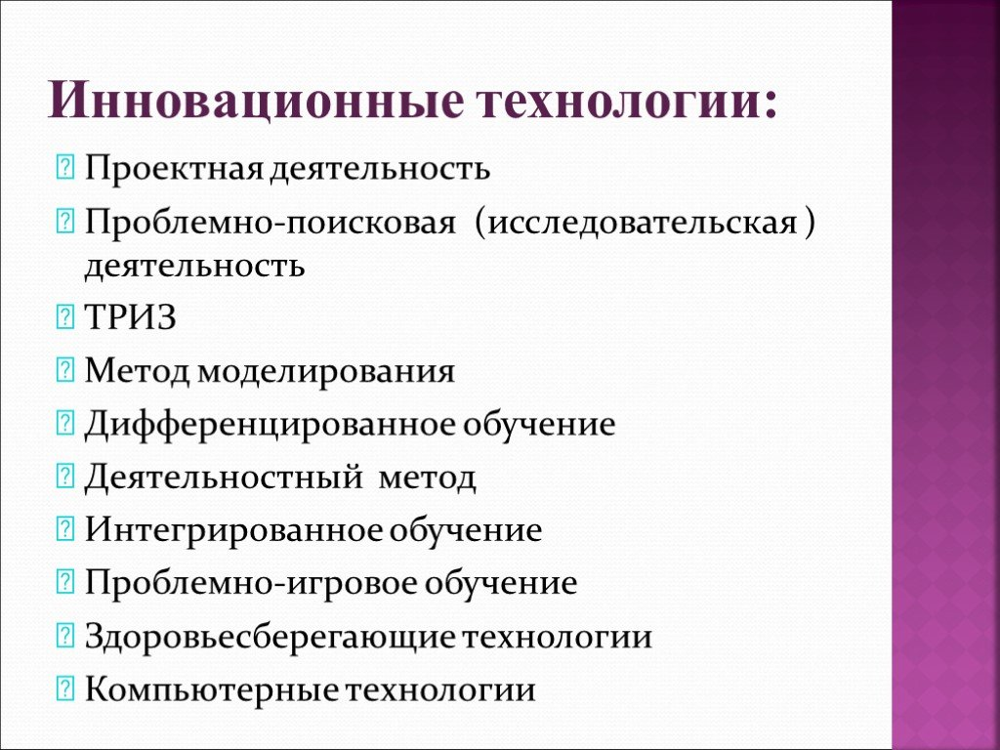 Инновационные технологии:
Проектная деятельность
Проблемно-поисковая (исследовательская )
деятельность
ТРИЗ
Метод моделирования
Дифференцированное обучение
Деятельностный метод
Интегрированное обучение
Проблемно-игровое обучение
Здоровьесберегающие технологии
Компьютерные технологии